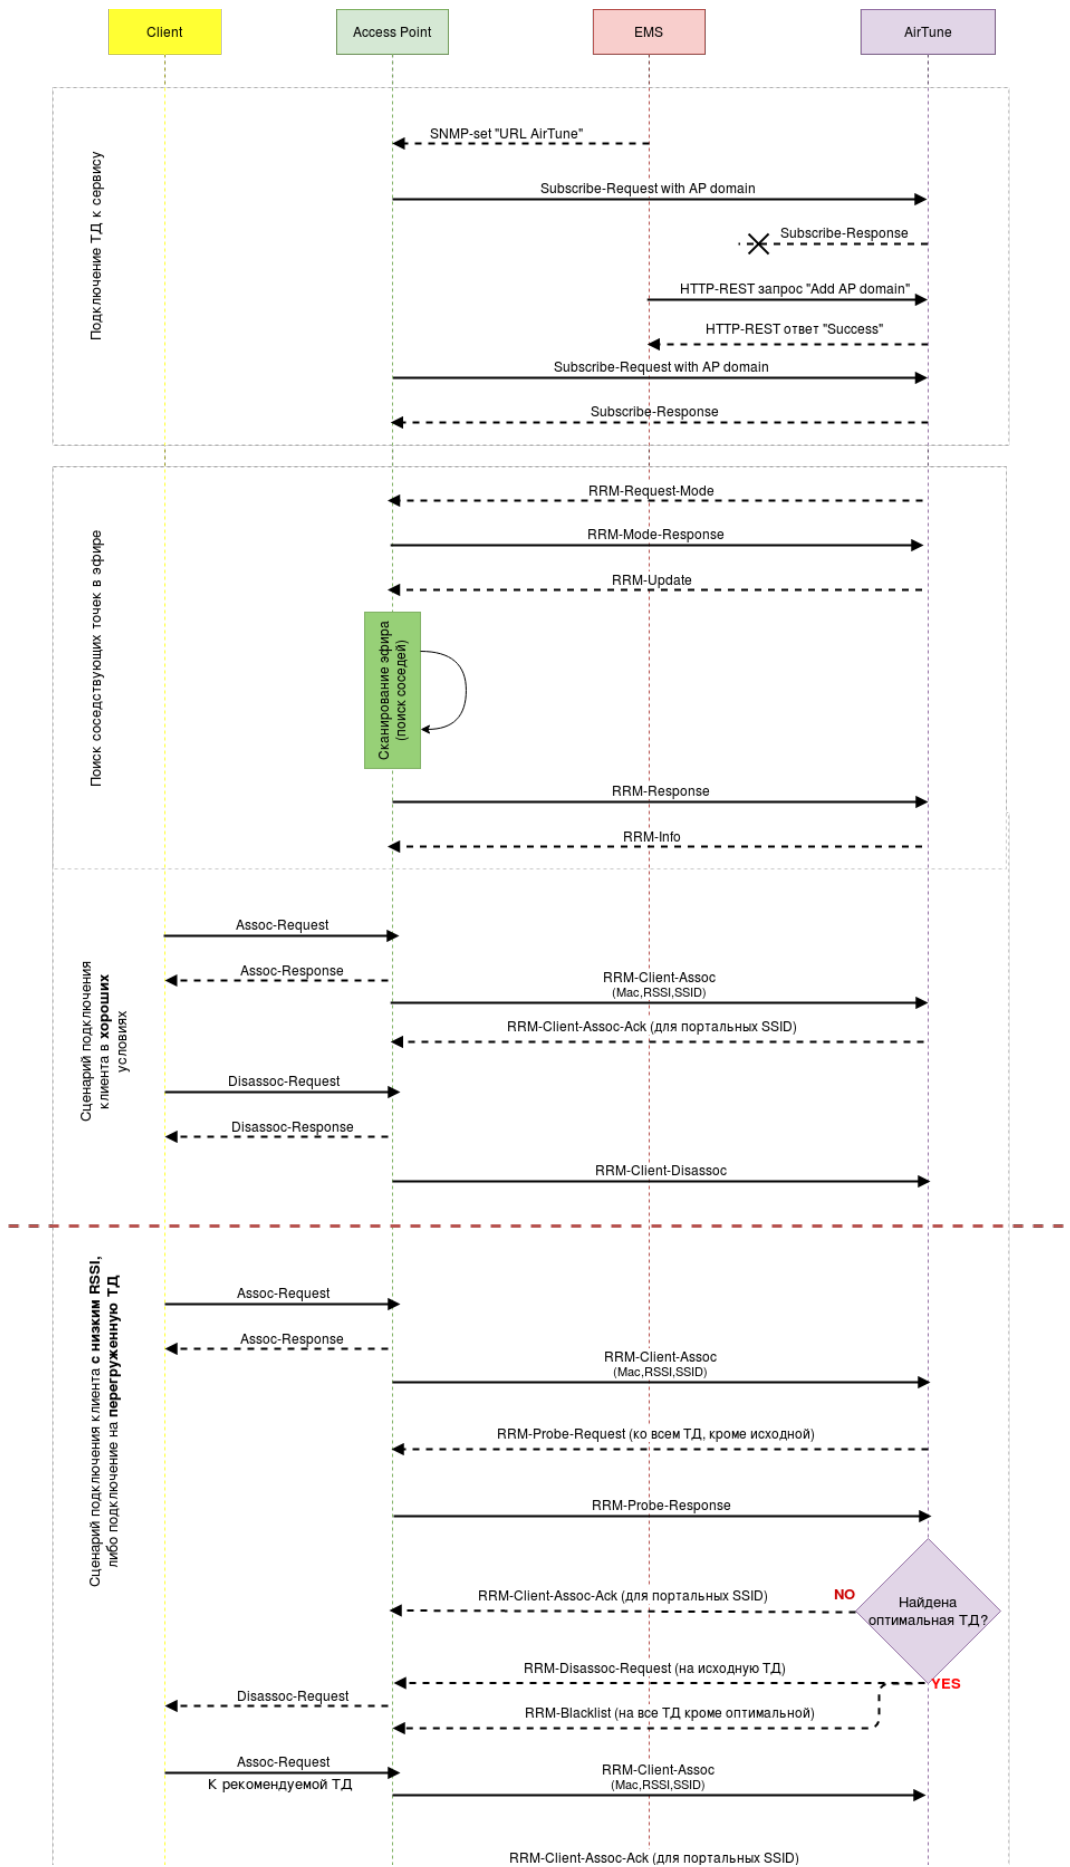 Client
Access Point
EMS
AirTune
Подключение ТД к сервису
SNMP-set "URL AirTune"
Subscribe-Request with AP domain
Subscribe-Response
HTTP-REST запрос "Add AP domain"
HTTP-REST ответ "Success"
Subscribe-Request with AP domain
Subscribe-Response
Поиск соседствующих точек в эфире
RRM-Request-Mode
RRM-Mode-Response
RRM-Update
Сканирование эфира
(поиск соседей)
RRM-Response
RRM-Info
Сценарий подключения
клиента в хороших
условиях
Assoc-Request
Assoc-Response
RRM-Client-Assoc
(Mac,RSSI,SSID)
RRM-Client-Assoc-Ack (для портальных SSID)
Disassoc-Request
Disassoc-Response
RRM-Client-Disassoc
Сценарий подключения клиента с низким RSSI,
либо подключение на перегруженную ТД
Assoc-Request
Assoc-Response
RRM-Client-Assoc
(Mac,RSSI,SSID)
RRM-Probe-Request (ко всем ТД, кроме исходной)
RRM-Probe-Response
Найдена
оптимальная ТД?
NO
RRM-Client-Assoc-Ack (для портальных SSID)
YES
RRM-Disassoc-Request (на исходную ТД)
Disassoc-Request
RRM-Blacklist (на все ТД кроме оптимальной)
Assoc-Request
К рекомендуемой ТД
RRM-Client-Assoc
(Mac,RSSI,SSID)
RRM-Client-Assoc-Ack (для портальных SSID)